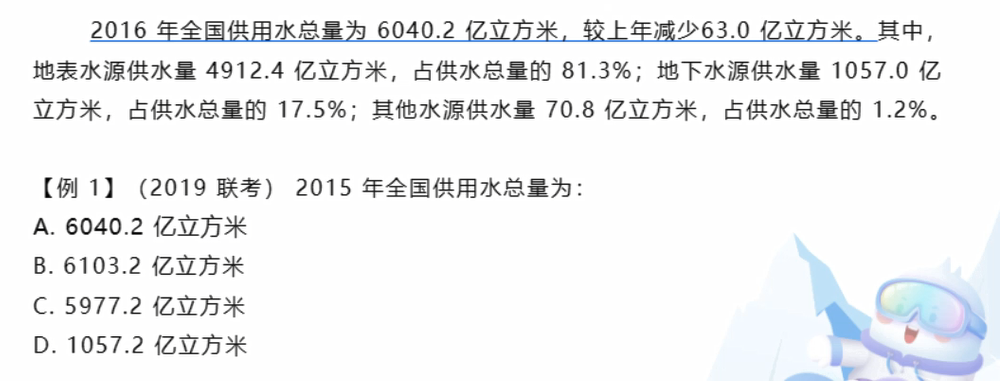 2016 年全国供用水总量为 6040.2 亿立方米，较上年减少63.0 亿立方米。其中，
地表水源供水量 4912.4 亿立方米，占供水总量的 81.3%；地下水源供水量 1057.0 亿
立方米，占供水总量的 17.5%；其他水源供水量 70.8 亿立方米，占供水总量的 1.2%。
【例 1】（2019 联考） 2015 年全国供用水总量为：
A. 6040.2 亿立方米
B. 6103.2 亿立方米
C. 5977.2 亿立方米
D. 1057.2 亿立方米